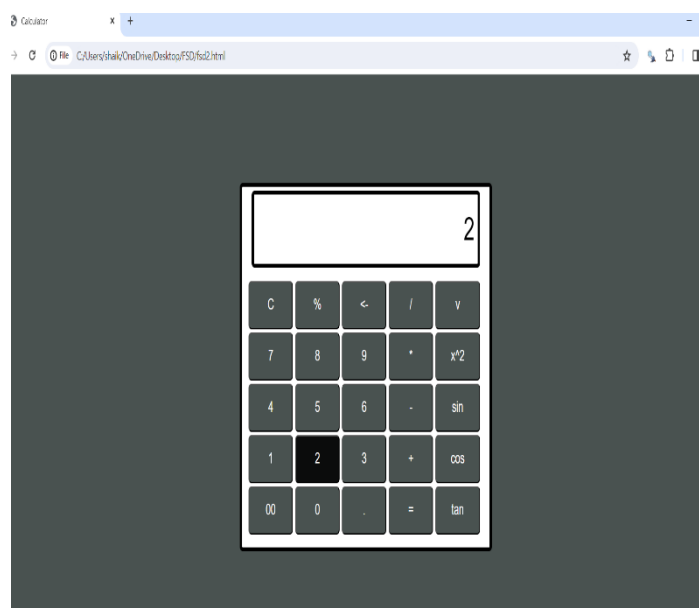 Calculator x +
File C:/Users/shaik/OneDrive/Desktop/FSD/fsd2.html
2
C % <- / v
7 8 9 * x^2
4 5 6 - sin
1 2 3 + cos
00 0 . = tan